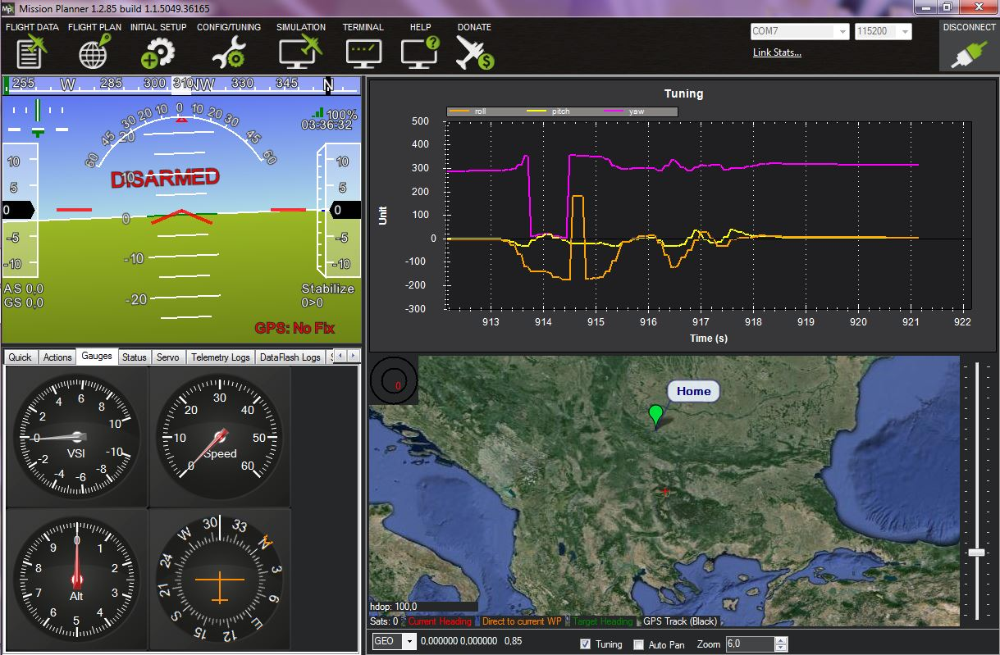 Mission Planner 1.2.85 build 1.1.5049.36165
FLIGHT DATA FLIGHT PLAN INITIAL SETUP CONFIG/TUNING SIMULATION TERMINAL HELP DONATE
COM7 115200 DISCONNECT
Link Stats...
255 W 285 300 310 NW 330 345 N
60 45 30 20 10 0 10 20 30 45 60
100%
03:36:32
20
DISARMED
10
10 10
5 5
0 0 0
-5 -5
-10 -10 -10
AS 0,0 Stabilize
GS 0,0 0>0
-20
GPS: No Fix
Tuning
roll pitch yaw
500
400
300
200
100
0
-100
-200
-300
Unit
913 914 915 916 917 918 919 920 921 922
Time (s)
Quick Actions Gauges Status Servo Telemetry Logs DataFlash Logs S
0 2 4 6 8 10
VSI
-2 -4 -6 -8 -10
0 10 20 30 40 50 60
Speed
0 1 2 3 4 5 6 7 8 9
Alt
30 33 N 3 6 E 12 15 S 21 24 W
0
Home
hdop: 100,0
Sats: 0 Current Heading Direct to current WP Target Heading GPS Track (Black)
GEO 0,000000 0,000000 0,85 Tuning Auto Pan Zoom 6,0